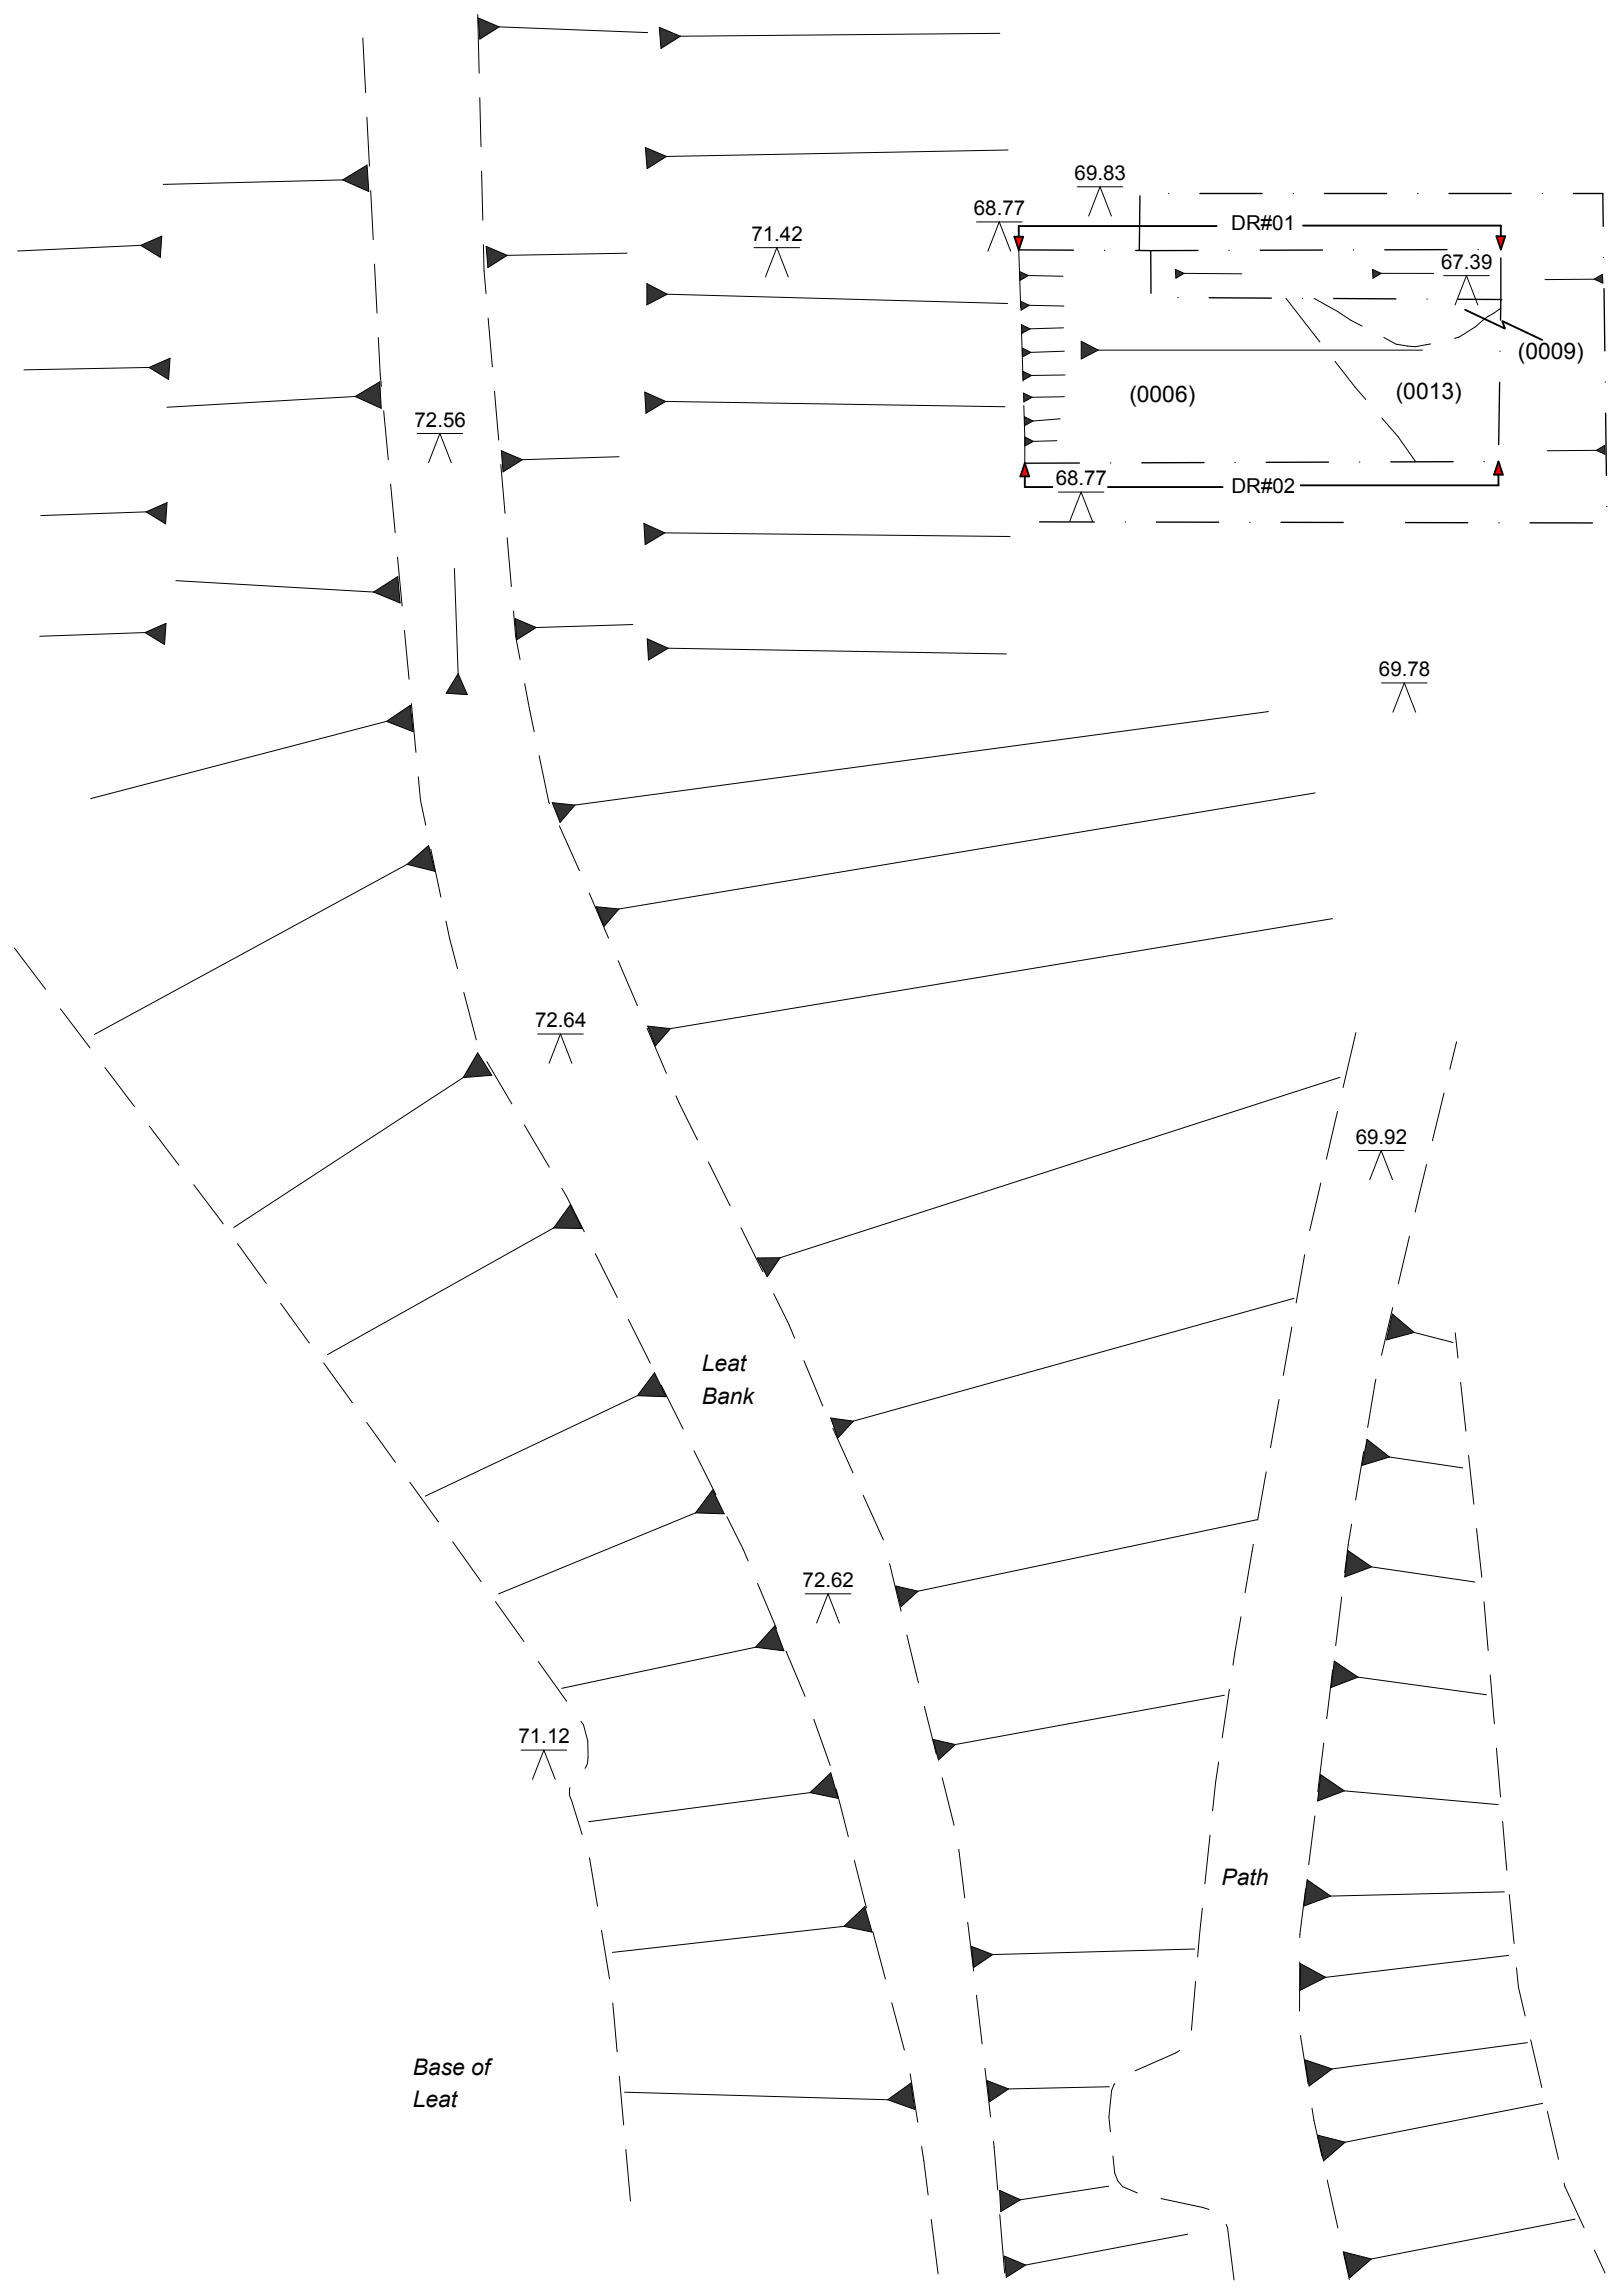 69.83
68.77
DR#01
71.42
67.39
(0009)
(0006)
(0013)
72.56
68.77
DR#02
69.78
72.64
69.92
Leat
Bank
72.62
71.12
Path
Base of
Leat